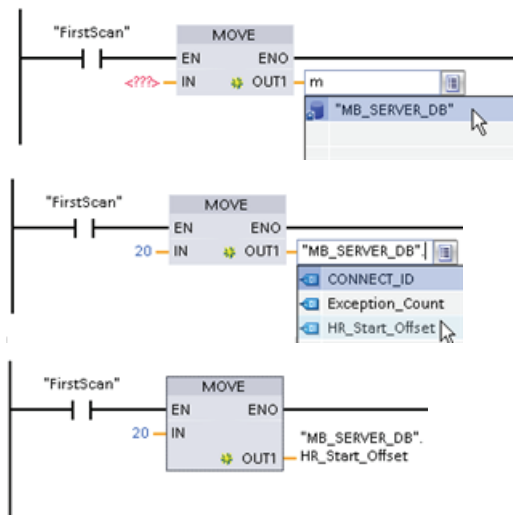 "FirstScan"
MOVE
EN ENO
<???> IN OUT1 m
"MB_SERVER_DB"
"FirstScan"
MOVE
EN ENO
20 IN OUT1 "MB_SERVER_DB".
CONNECT_ID
Exception_Count
HR_Start_Offset
"FirstScan"
MOVE
EN ENO
20 IN
"MB_SERVER_DB".
OUT1 HR_Start_Offset